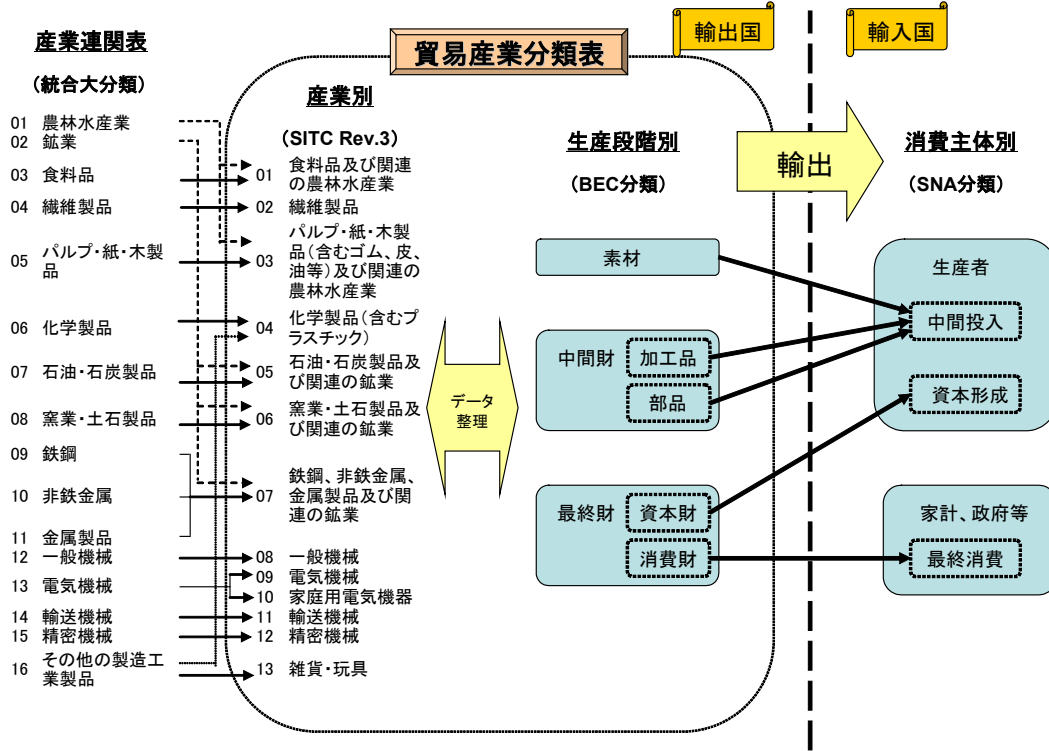 輸出国
輸入国
貿易産業分類表
産業連関表
(統合大分類)
01 農林水産業
02 鉱業
03 食料品
04 繊維製品
05 パルプ・紙・木製
品
06 化学製品
07 石油・石炭製品
08 窯業・土石製品
09 鉄鋼
10 非鉄金属
11 金属製品
12 一般機械
13 電気機械
14 輸送機械
15 精密機械
16 その他の製造工
業製品
産業別
(SITC Rev.3)
01 食料品及び関連
の農林水産業
02 繊維製品
03 パルプ・紙・木製
品(含むゴム、皮、
油等)及び関連の
農林水産業
04 化学製品(含むプ
ラスチック)
05 石油・石炭製品及
び関連の鉱業
06 窯業・土石製品及
び関連の鉱業
07 鉄鋼、非鉄金属、
金属製品及び関
連の鉱業
08 一般機械
09 電気機械
10 家庭用電気機器
11 輸送機械
12 精密機械
13 雑貨・玩具
データ
整理
生産段階別
(BEC分類)
素材
中間財
加工品
部品
最終財
資本財
消費財
輸出
消費主体別
(SNA分類)
生産者
中間投入
資本形成
家計、政府等
最終消費